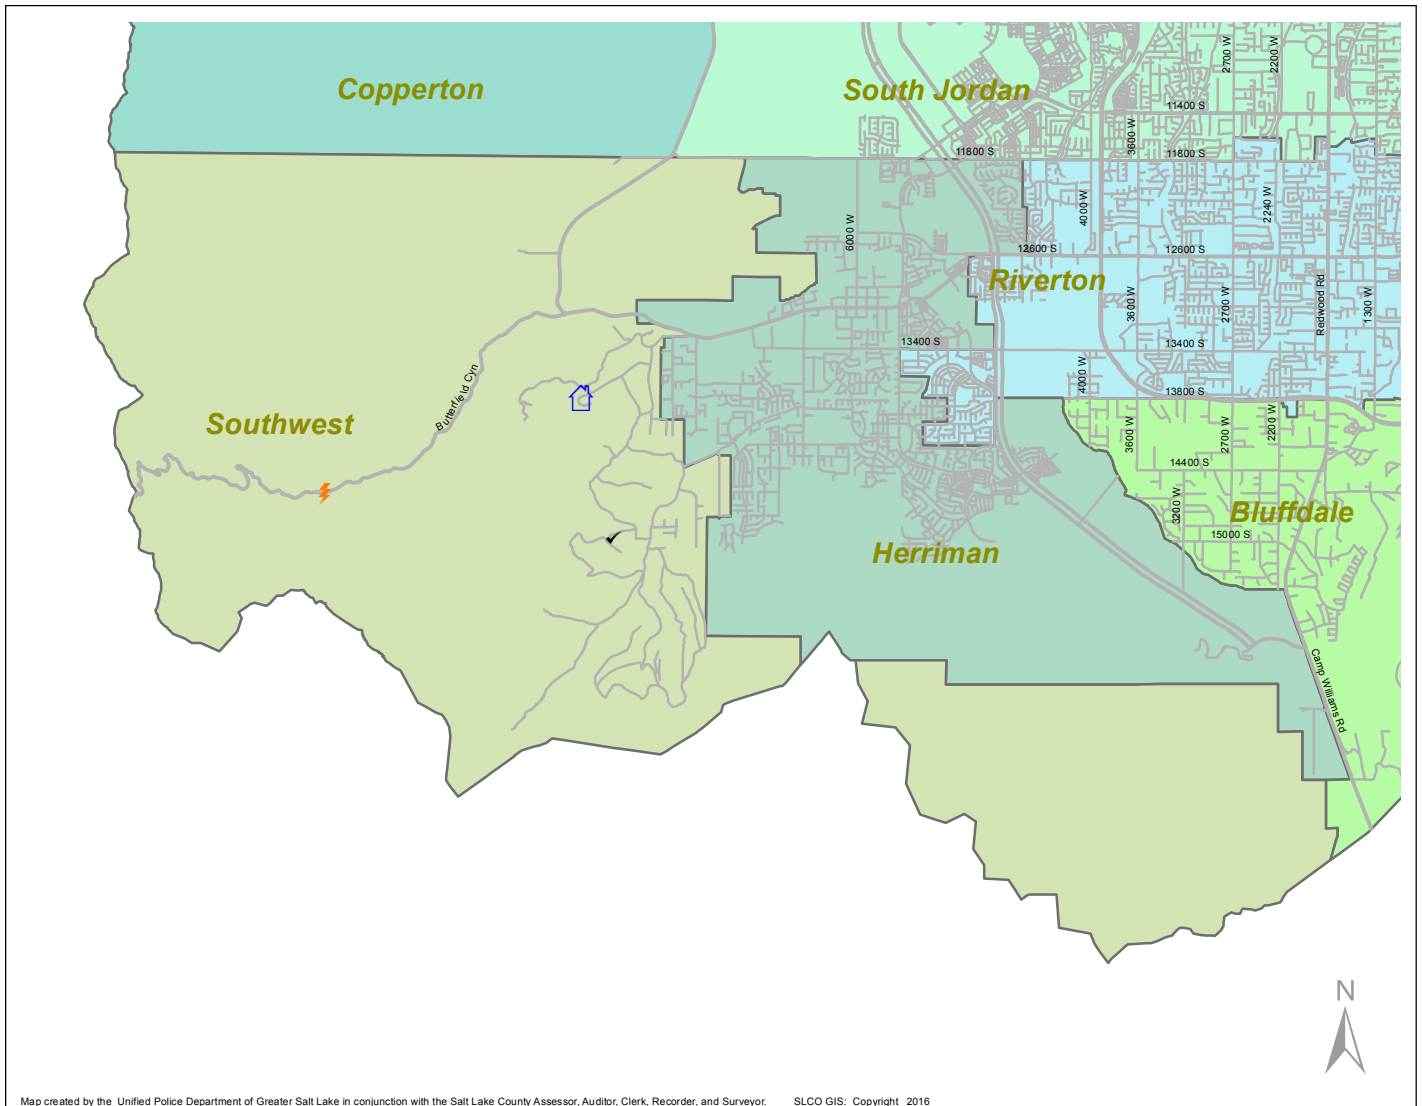 2700 W
2200 W
Copperton
South Jordan
11400 S
3600 W
11800 S
11800 S
4000 W
2240 W
6000 W
12600 S
12600 S
Riverton
3600 W
2700 W
Redwood Rd
1300 W
13400 S
13400 S
4000 W
13800 S
Butterfield Cyn
Southwest
3600 W
2700 W
2200 W
14400 S
3200 W
Bluffdale
15000 S
Herriman
Camp Williams Rd
N
Map created by the Unified Police Department of Greater Salt Lake in conjunction with the Salt Lake County Assessor, Auditor, Clerk, Recorder, and Surveyor. SLCO GIS: Copyright 2016